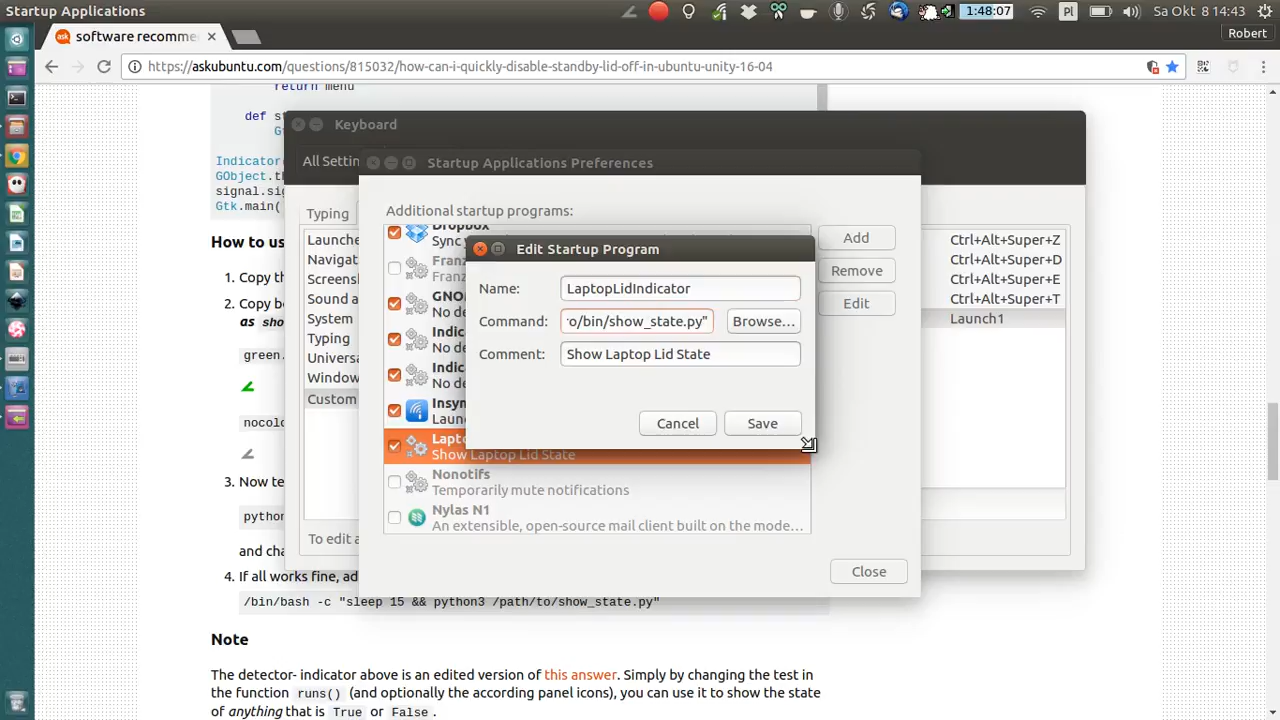 Startup Applications
1:48:07
Pl
Sa Okt 8 14:43
software recomme
Robert
https://askubuntu.com/questions/815032/how-can-i-quickly-disable-standby-lid-off-in-ubuntu-unity-16-04
return menu
def s
G
Keyboard
All Settin
Startup Applications Preferences
Indicator(
GObject.t
signal.sig
Gtk.main(
Typing
Additional startup programs:
Launche
Navigat
Screensh
Sound a
System
Typing
Universa
Window
Custom
Dropbox
Sync
Franz
Franz
GNO
No de
Indic
No de
Indic
No de
Insyn
Laun
Lapto
Show Laptop Lid State
Nonotifs
Temporarily mute notifications
Nylas N1
An extensible, open-source mail client built on the mode…
Add
Remove
Edit
Ctrl+Alt+Super+Z
Ctrl+Alt+Super+D
Ctrl+Alt+Super+E
Ctrl+Alt+Super+T
Launch1
Edit Startup Program
Name:
LaptopLidIndicator
Command:
o/bin/show_state.py"
Browse...
Comment:
Show Laptop Lid State
Cancel
Save
Close
To edit a
How to us
1. Copy th
2. Copy bo
as sho
green.
nocolo
3. Now te
python
and cha
4. If all works fine, ad
/bin/bash -c "sleep 15 && python3 /path/to/show_state.py"
Note
The detector- indicator above is an edited version of this answer. Simply by changing the test in
the function runs() (and optionally the according panel icons), you can use it to show the state
of anything that is True or False.